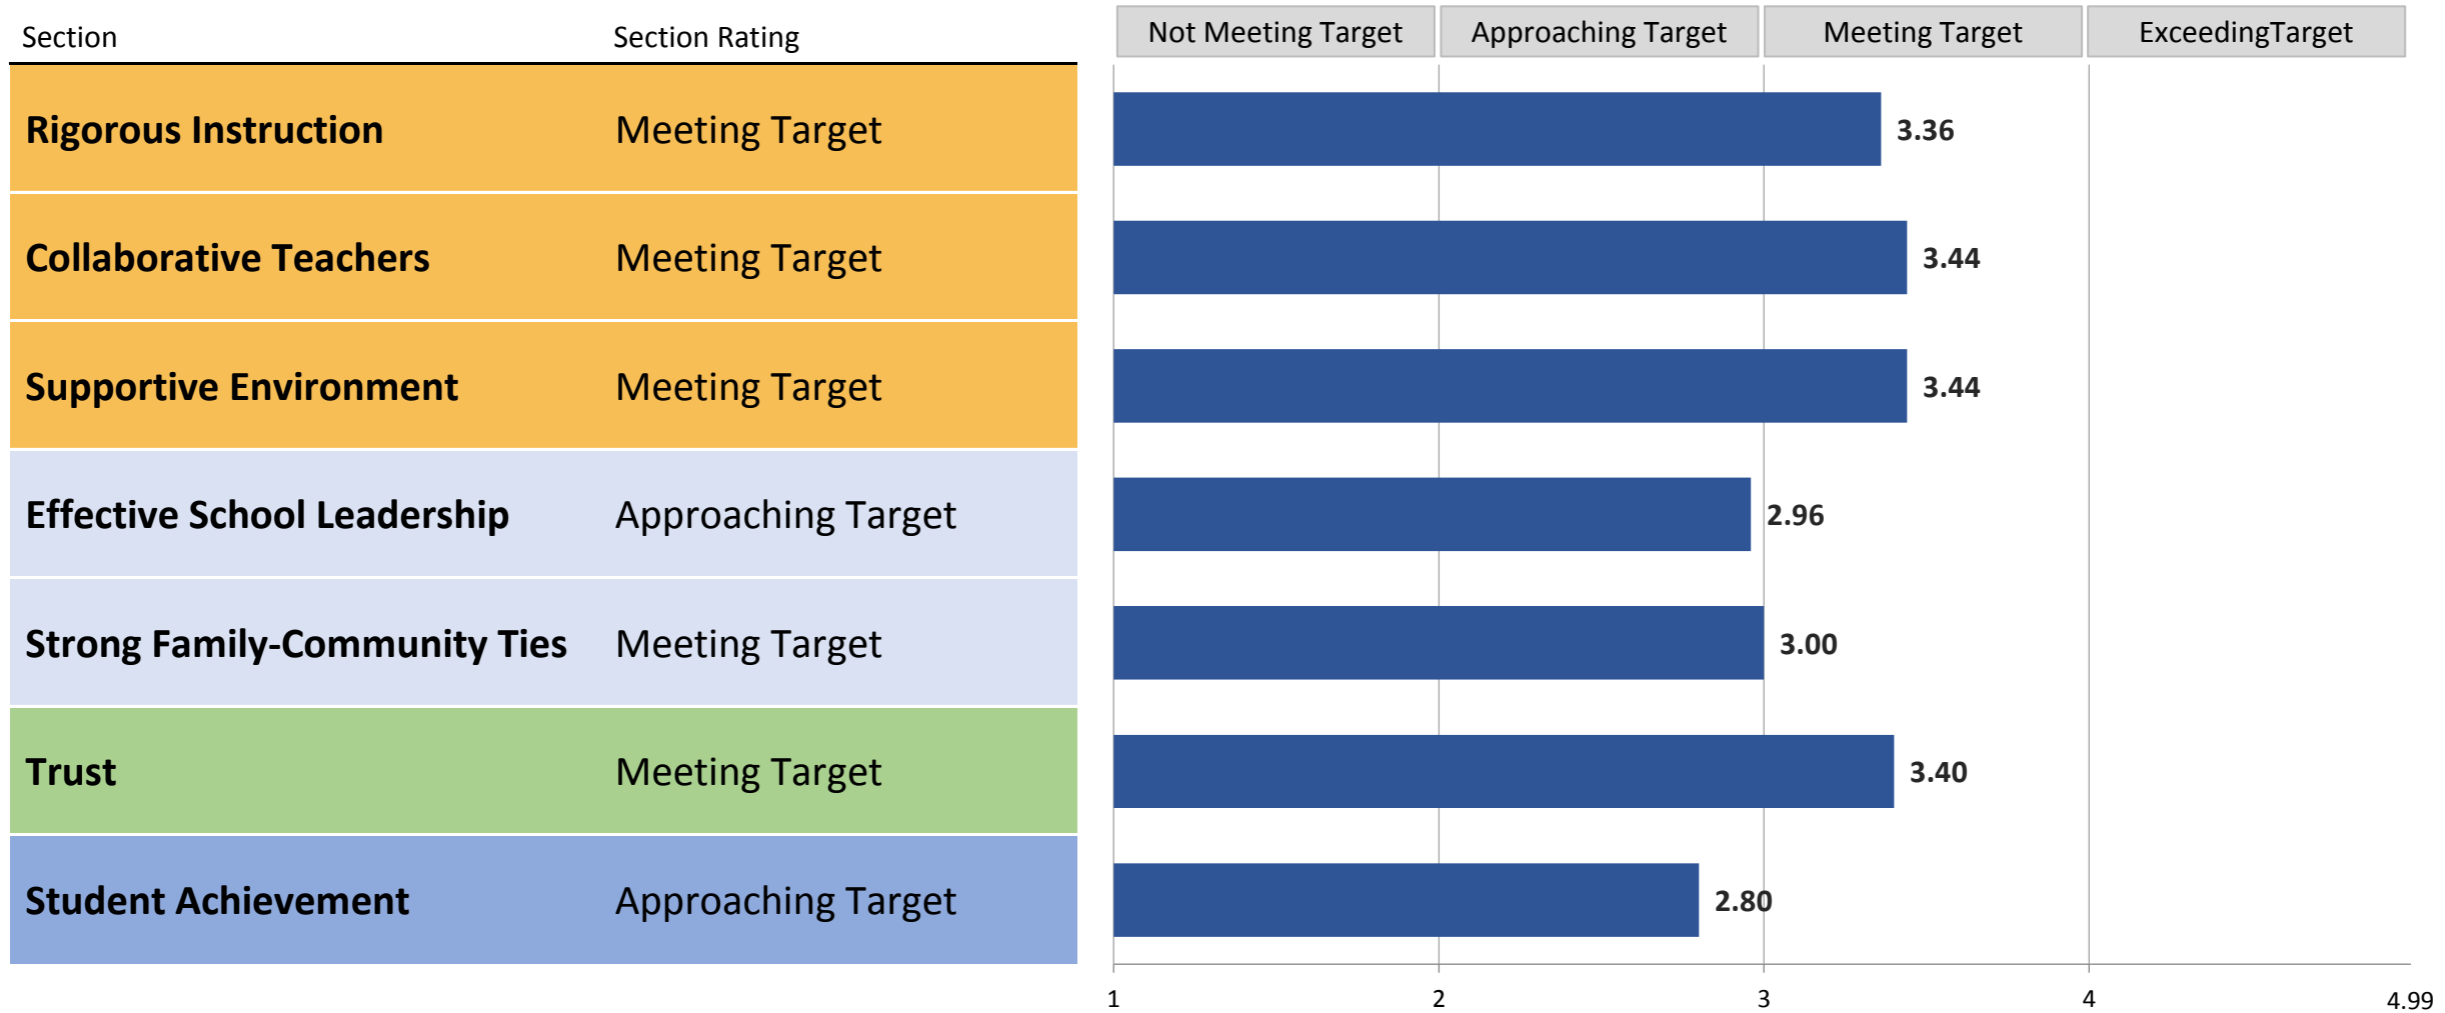 Section Section Rating Not Meeting Target Approaching Target Meeting Target ExceedingTarget
Rigorous Instruction Meeting Target 3.36
Collaborative Teachers Meeting Target 3.44
Supportive Environment Meeting Target 3.44
Effective School Leadership Approaching Target 2.96
Strong Family-Community Ties Meeting Target 3.00
Trust Meeting Target 3.40
Student Achievement Approaching Target 2.80
1 2 3 4 4.99